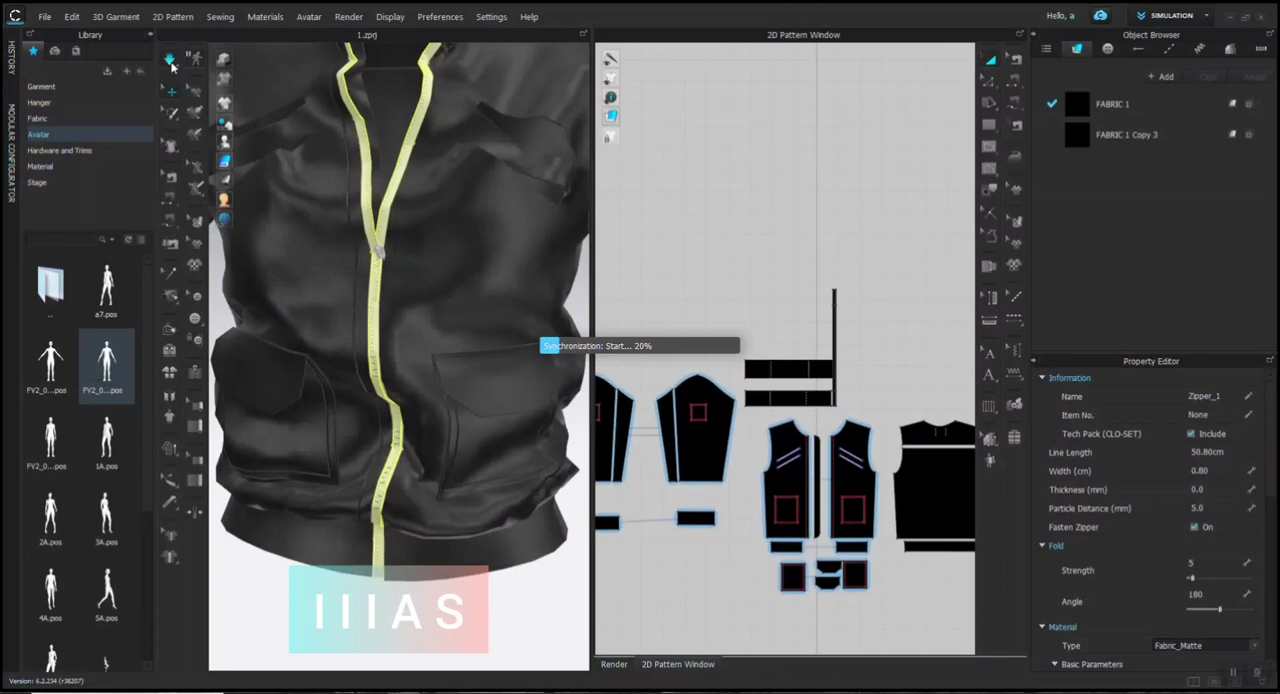 File Edit 3D Garment 2D Pattern Sewing Materials Avatar Render Display Preferences Settings Help
Hello, a
SIMULATION
Library
1.zprj
2D Pattern Window
Object Browser
HISTORY
MODULAR CONFIGURATOR
Garment
Hanger
Fabric
Avatar
Hardware and Trims
Material
Stage
..
a7.pos
FV2_0...pos
FV2_0...pos
FV2_0...pos
1A.pos
2A.pos
3A.pos
4A.pos
5A.pos
Synchronization: Start... 20%
IIIAS
Render
2D Pattern Window
+ Add
Copy
FABRIC 1
FABRIC 1 Copy 3
Property Editor
Information
Name Zipper_1
Item No. None
Tech Pack (CLO-SET) Include
Line Length 50.80cm
Width (cm) 0.80
Thickness (mm) 0.0
Particle Distance (mm) 5.0
Fasten Zipper On
Fold
Strength 5
Angle 180
Material
Type Fabric_Matte
Basic Parameters
Version: 6.2.234 (r38207)